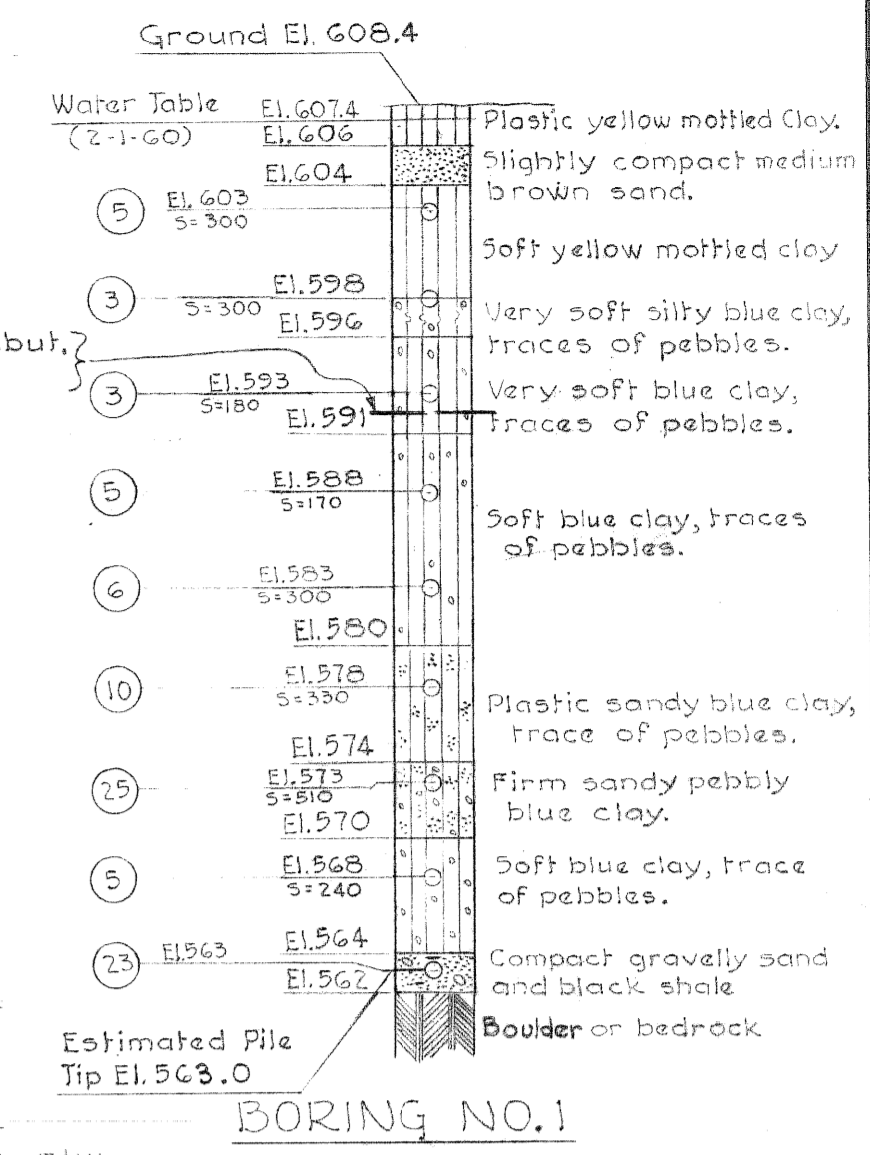 Ground El. 608.4
Water Table El.607.4
(2-1-60) El.606
Plastic yellow mottled Clay.
El.604
Slightly compact medium
brown sand.
5 El.603
S=300
Soft yellow mottled clay
3 El.598
S=300
Very soft silty blue clay,
traces of pebbles.
El.596
but.
3 El.593
S=180
Very soft blue clay,
traces of pebbles.
El.591
5 El.588
S=170
Soft blue clay, traces
of pebbles.
6 El.583
S=300
El.580
10 El.578
S=330
Plastic sandy blue clay,
trace of pebbles.
El.574
25 El.573
S=510
Firm sandy pebbly
blue clay.
El.570
5 El.568
S=240
Soft blue clay, trace
of pebbles.
El.564
23 El.563
Compact gravelly sand
and black shale
El.562
Boulder or bedrock
Estimated Pile
Tip El.563.0
BORING NO.1